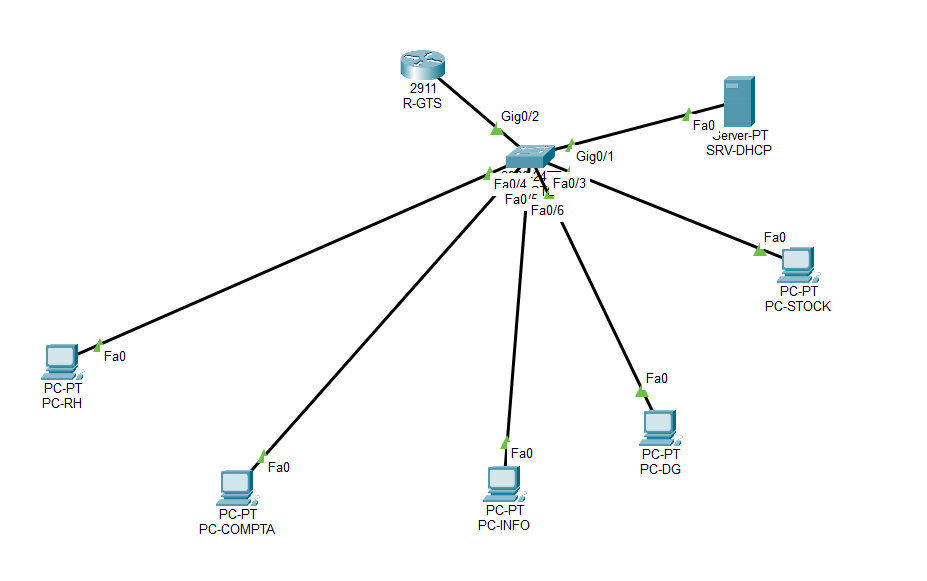 2911
R-GTS
Gig0/2
Fa0
Server-PT
SRV-DHCP
Gig0/1
Fa0/4
Fa0/3
Fa0/5
Fa0/6
Fa0
PC-PT
PC-STOCK
Fa0
PC-PT
PC-RH
Fa0
PC-PT
PC-DG
Fa0
PC-PT
PC-COMPTA
Fa0
PC-PT
PC-INFO